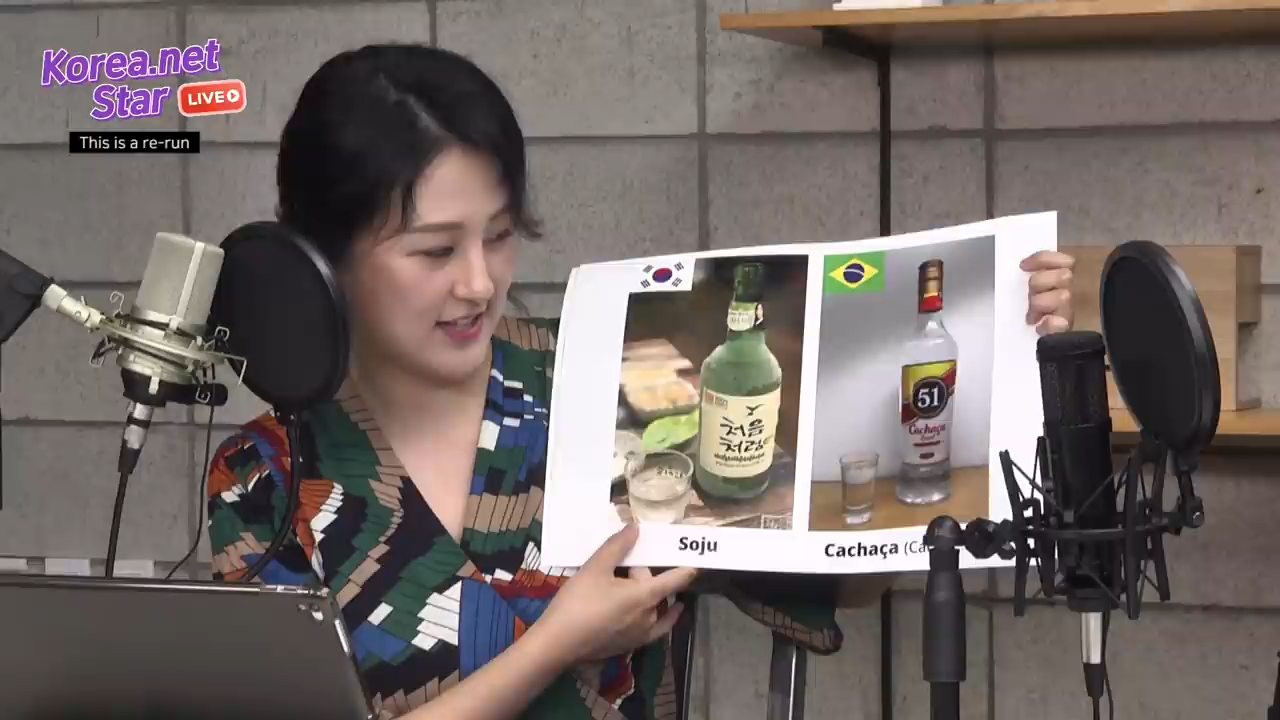 Korea.net
Star LIVE
This is a re-run
처음
처럼
51
Cachaça
Soju
Cachaça